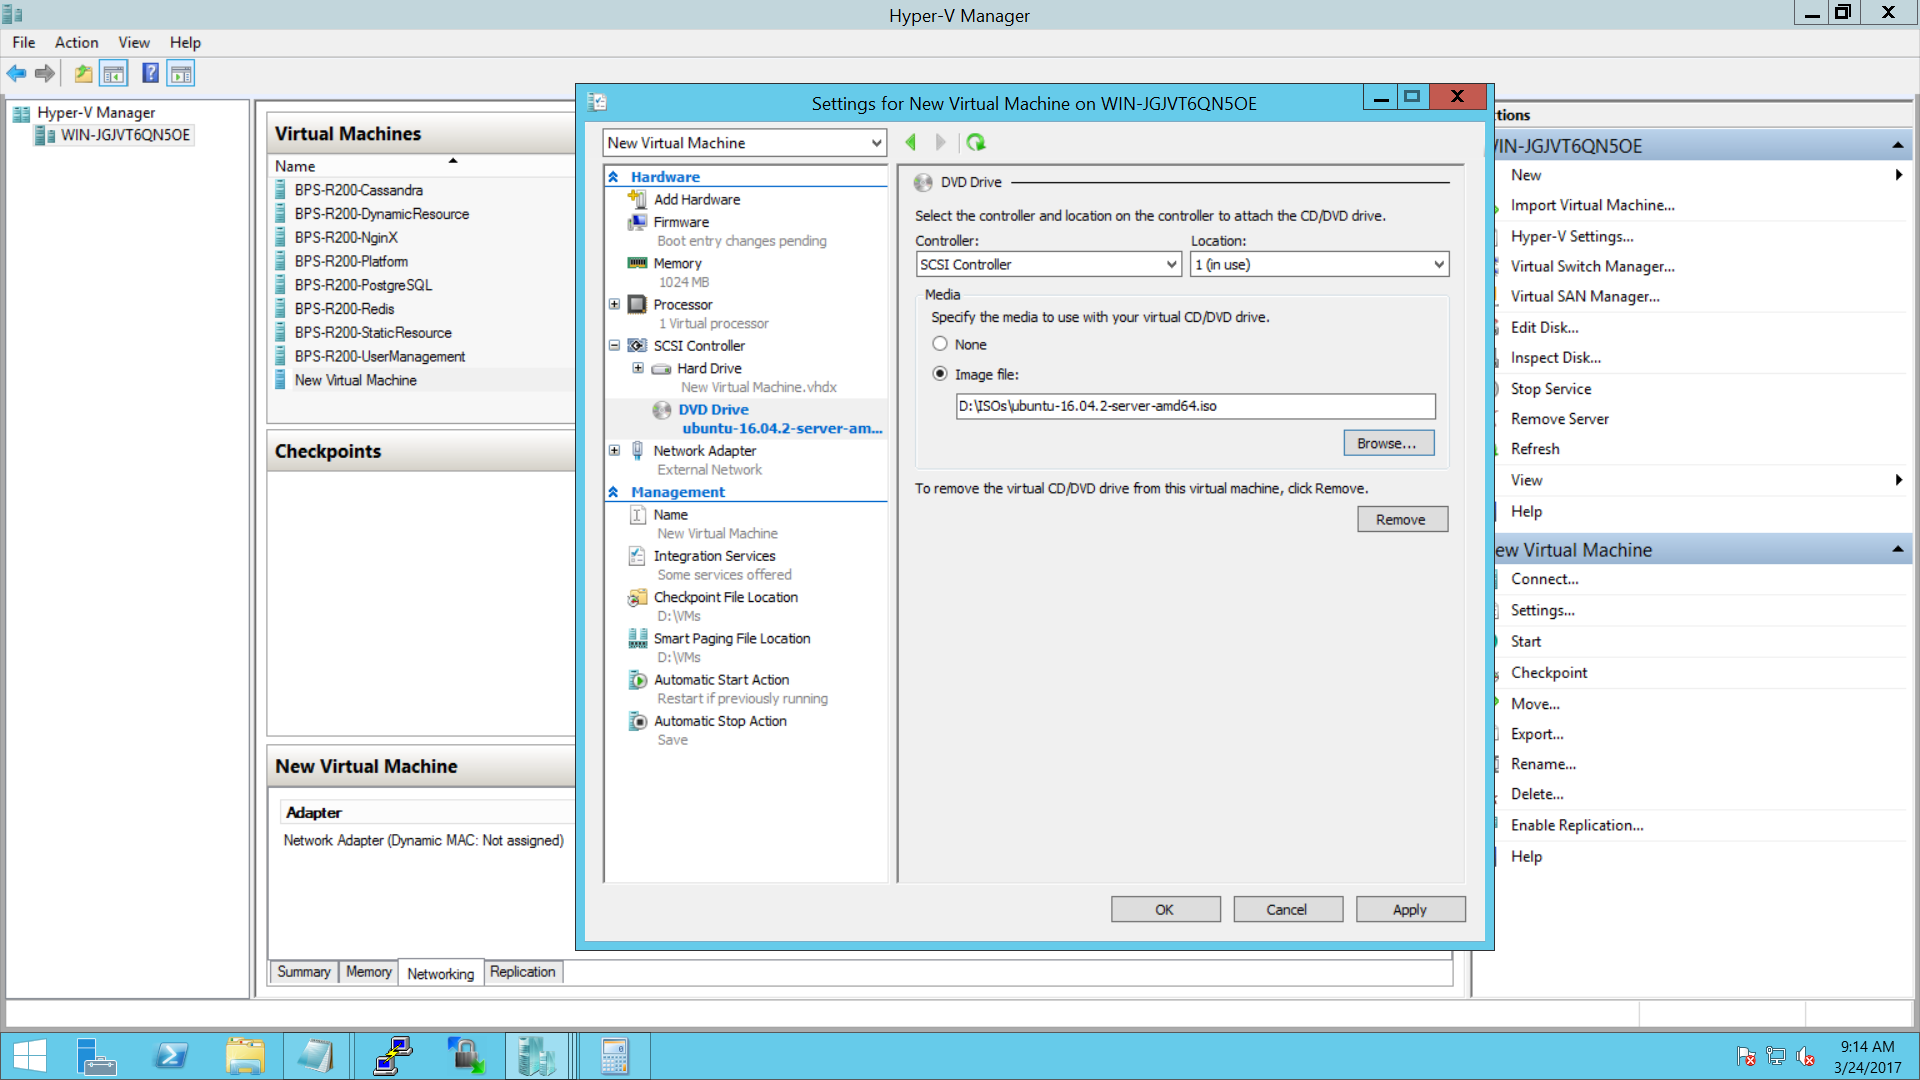 Hyper-V Manager
File Action View Help
Hyper-V Manager
WIN-JGJVT6QN5OE
Virtual Machines
Name
BPS-R200-Cassandra
BPS-R200-DynamicResource
BPS-R200-NginX
BPS-R200-Platform
BPS-R200-PostgreSQL
BPS-R200-Redis
BPS-R200-StaticResource
BPS-R200-UserManagement
New Virtual Machine
Checkpoints
New Virtual Machine
Adapter
Network Adapter (Dynamic MAC: Not assigned)
Summary Memory Networking Replication
Settings for New Virtual Machine on WIN-JGJVT6QN5OE
New Virtual Machine
Hardware
Add Hardware
Firmware
Boot entry changes pending
Memory
1024 MB
Processor
1 Virtual processor
SCSI Controller
Hard Drive
New Virtual Machine.vhdx
DVD Drive
ubuntu-16.04.2-server-am...
Network Adapter
External Network
Management
Name
New Virtual Machine
Integration Services
Some services offered
Checkpoint File Location
D:\VMs
Smart Paging File Location
D:\VMs
Automatic Start Action
Restart if previously running
Automatic Stop Action
Save
DVD Drive
Select the controller and location on the controller to attach the CD/DVD drive.
Controller: Location:
SCSI Controller 1 (in use)
Media
Specify the media to use with your virtual CD/DVD drive.
None
Image file:
D:\ISOs\ubuntu-16.04.2-server-amd64.iso
Browse...
To remove the virtual CD/DVD drive from this virtual machine, click Remove.
Remove
OK Cancel Apply
tions
IN-JGJVT6QN5OE
New
Import Virtual Machine...
Hyper-V Settings...
Virtual Switch Manager...
Virtual SAN Manager...
Edit Disk...
Inspect Disk...
Stop Service
Remove Server
Refresh
View
Help
ew Virtual Machine
Connect...
Settings...
Start
Checkpoint
Move...
Export...
Rename...
Delete...
Enable Replication...
Help
9:14 AM
3/24/2017